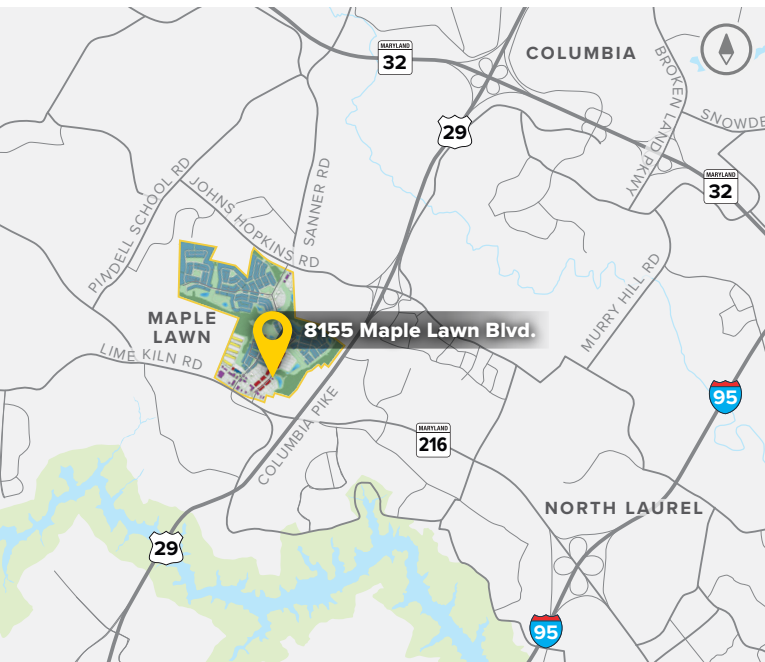 MARYLAND
32
COLUMBIA
29
BROKEN LAND PKWY
SNOWDE
MARYLAND
32
PINDELL SCHOOL RD
JOHNS HOPKINS RD
SANNER RD
MAPLE
LAWN
8155 Maple Lawn Blvd.
MURRY HILL RD
LIME KILN RD
COLUMBIA PIKE
95
MARYLAND
216
NORTH LAUREL
29
95